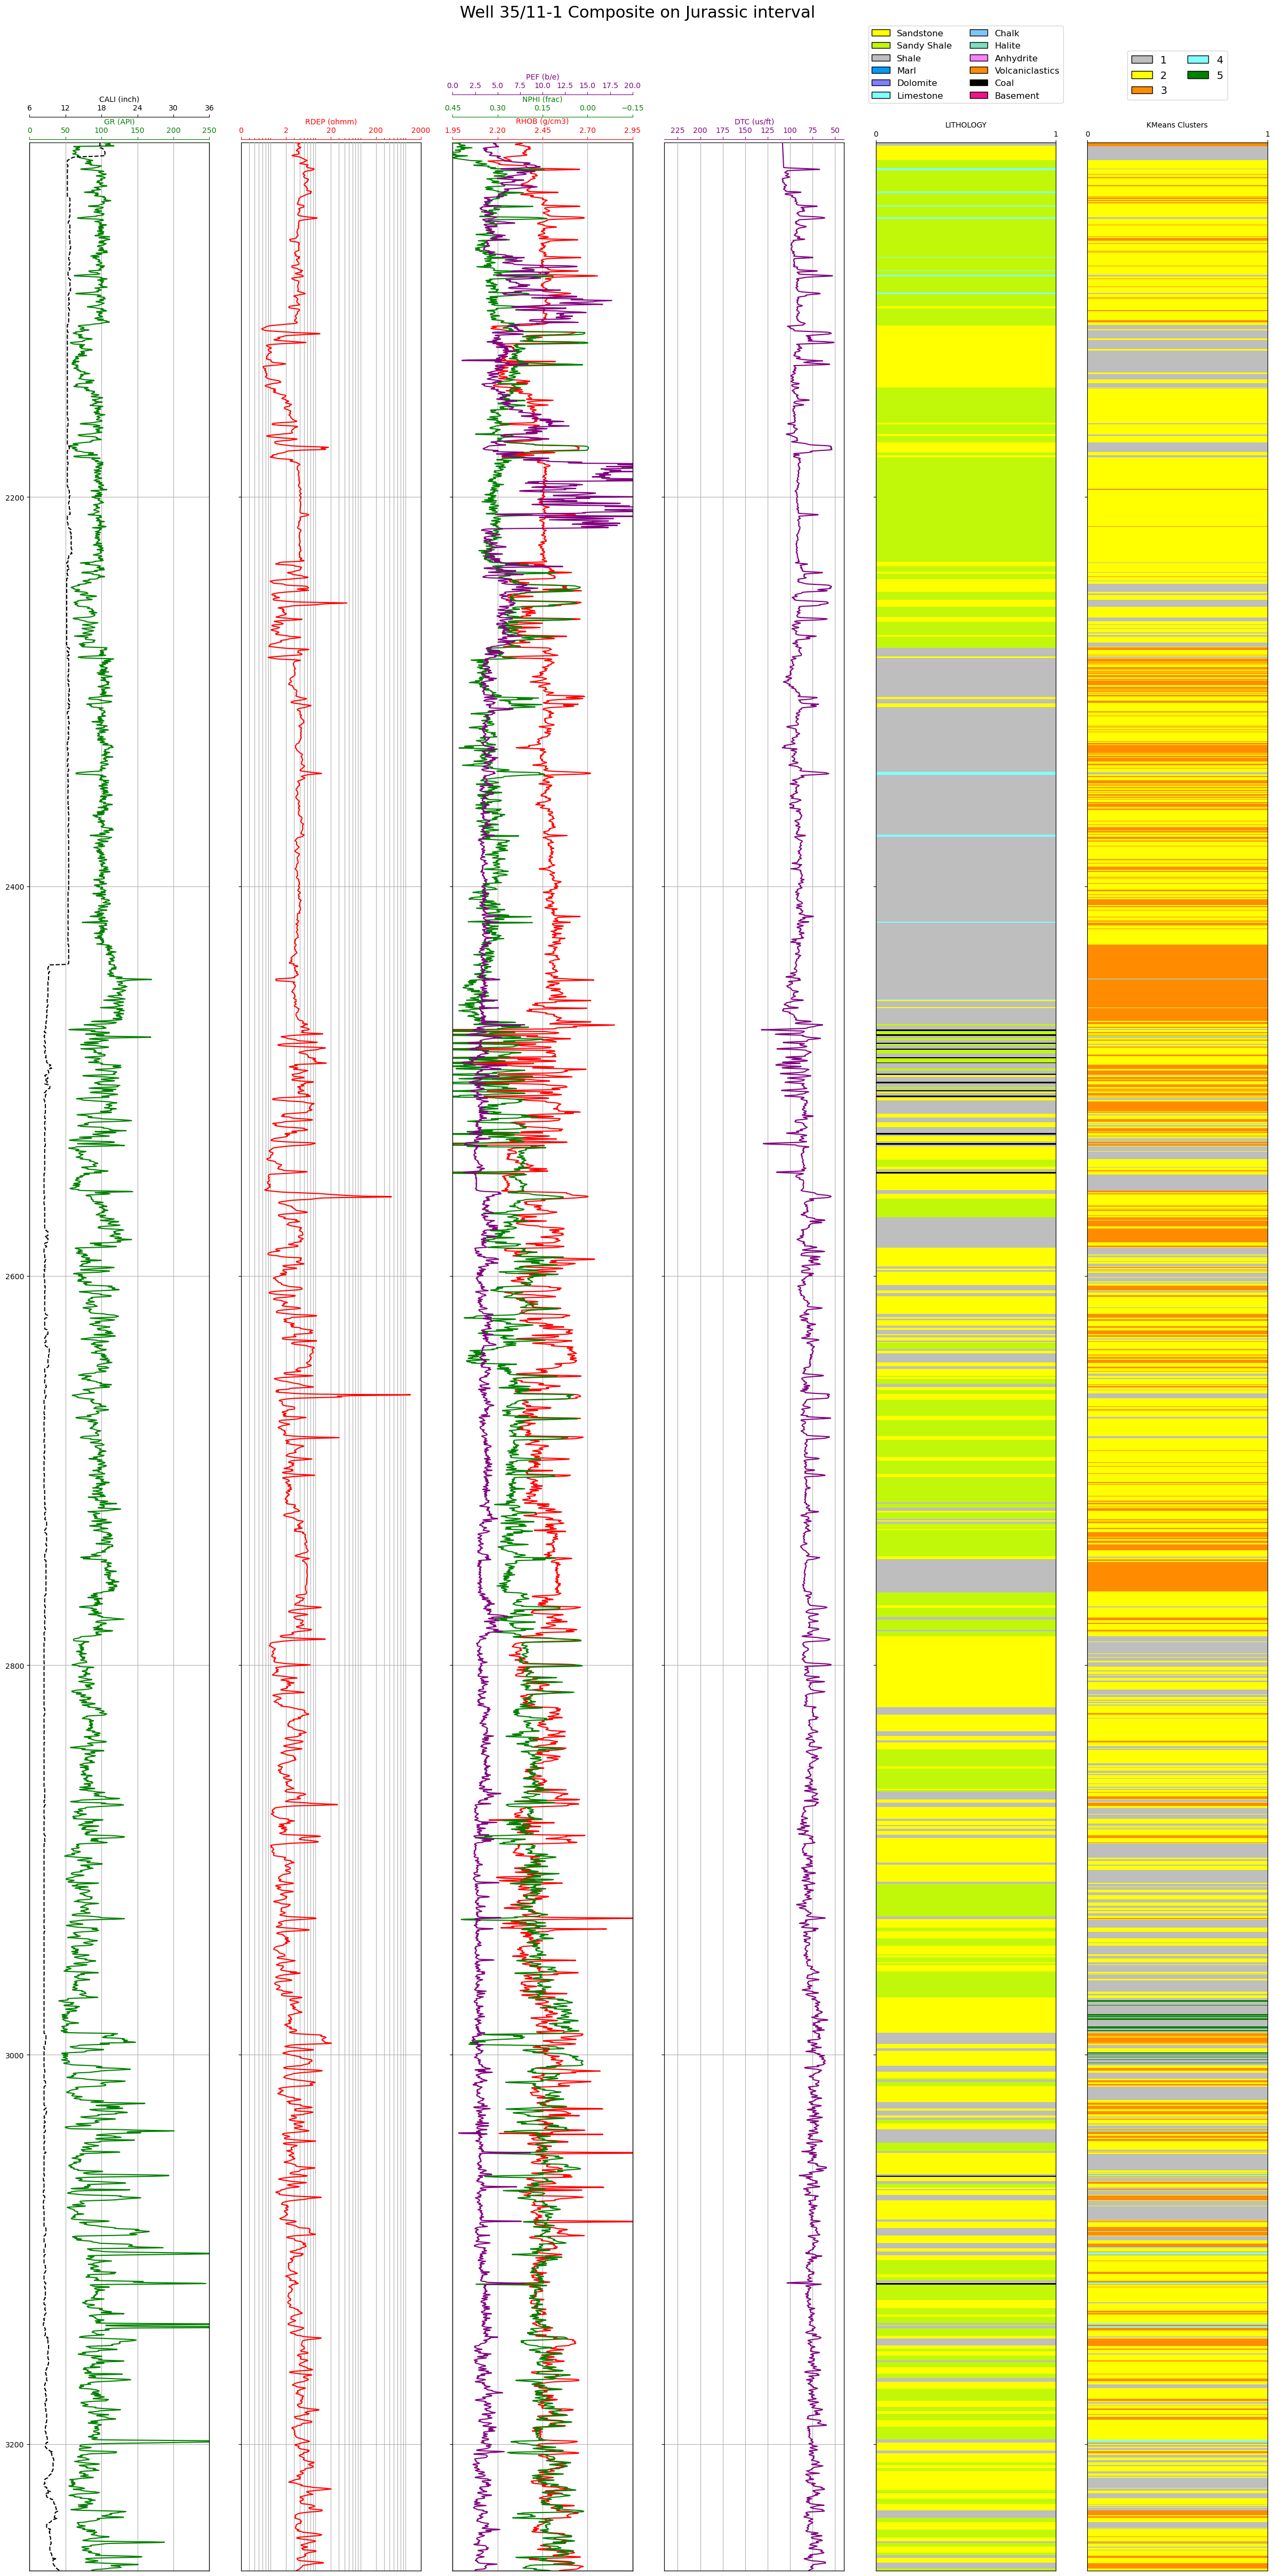 Well 35/11-1 Composite on Jurassic interval
Sandstone
Sandy Shale
Shale
Marl
Dolomite
Limestone
Chalk
Halite
Anhydrite
Volcaniclastics
Coal
Basement
1
2
3
4
5
PEF (b/e)
0.0 2.5 5.0 7.5 10.0 12.5 15.0 17.5 20.0
CALI (inch)
6 12 18 24 30 36
NPHI (frac)
0.45 0.30 0.15 0.00 −0.15
GR (API)
0 50 100 150 200 250
RDEP (ohmm)
0 2 20 200 2000
RHOB (g/cm3)
1.95 2.20 2.45 2.70 2.95
DTC (us/ft)
225 200 175 150 125 100 75 50
LITHOLOGY
0 1
KMeans Clusters
0 1
2200
2400
2600
2800
3000
3200